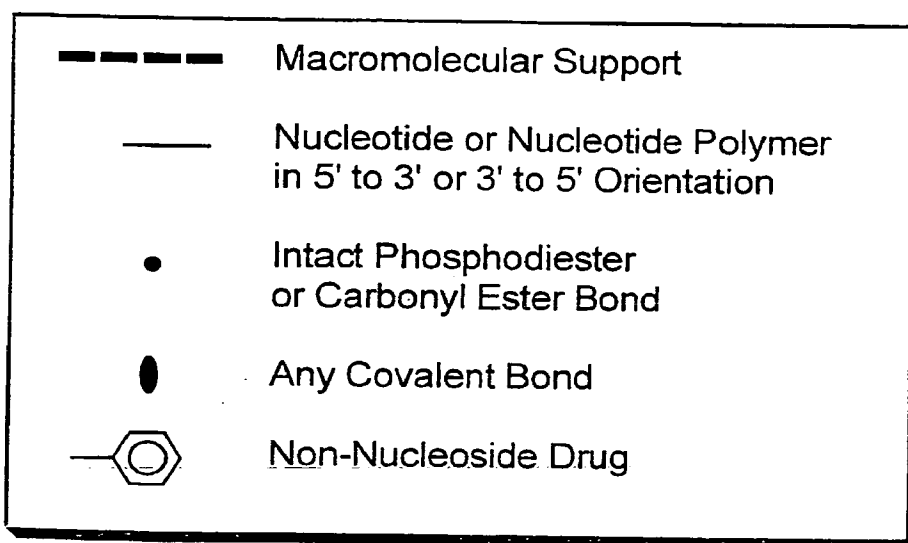 Macromolecular Support
Nucleotide or Nucleotide Polymer
in 5' to 3' or 3' to 5' Orientation
Intact Phosphodiester
or Carbonyl Ester Bond
Any Covalent Bond
Non-Nucleoside Drug